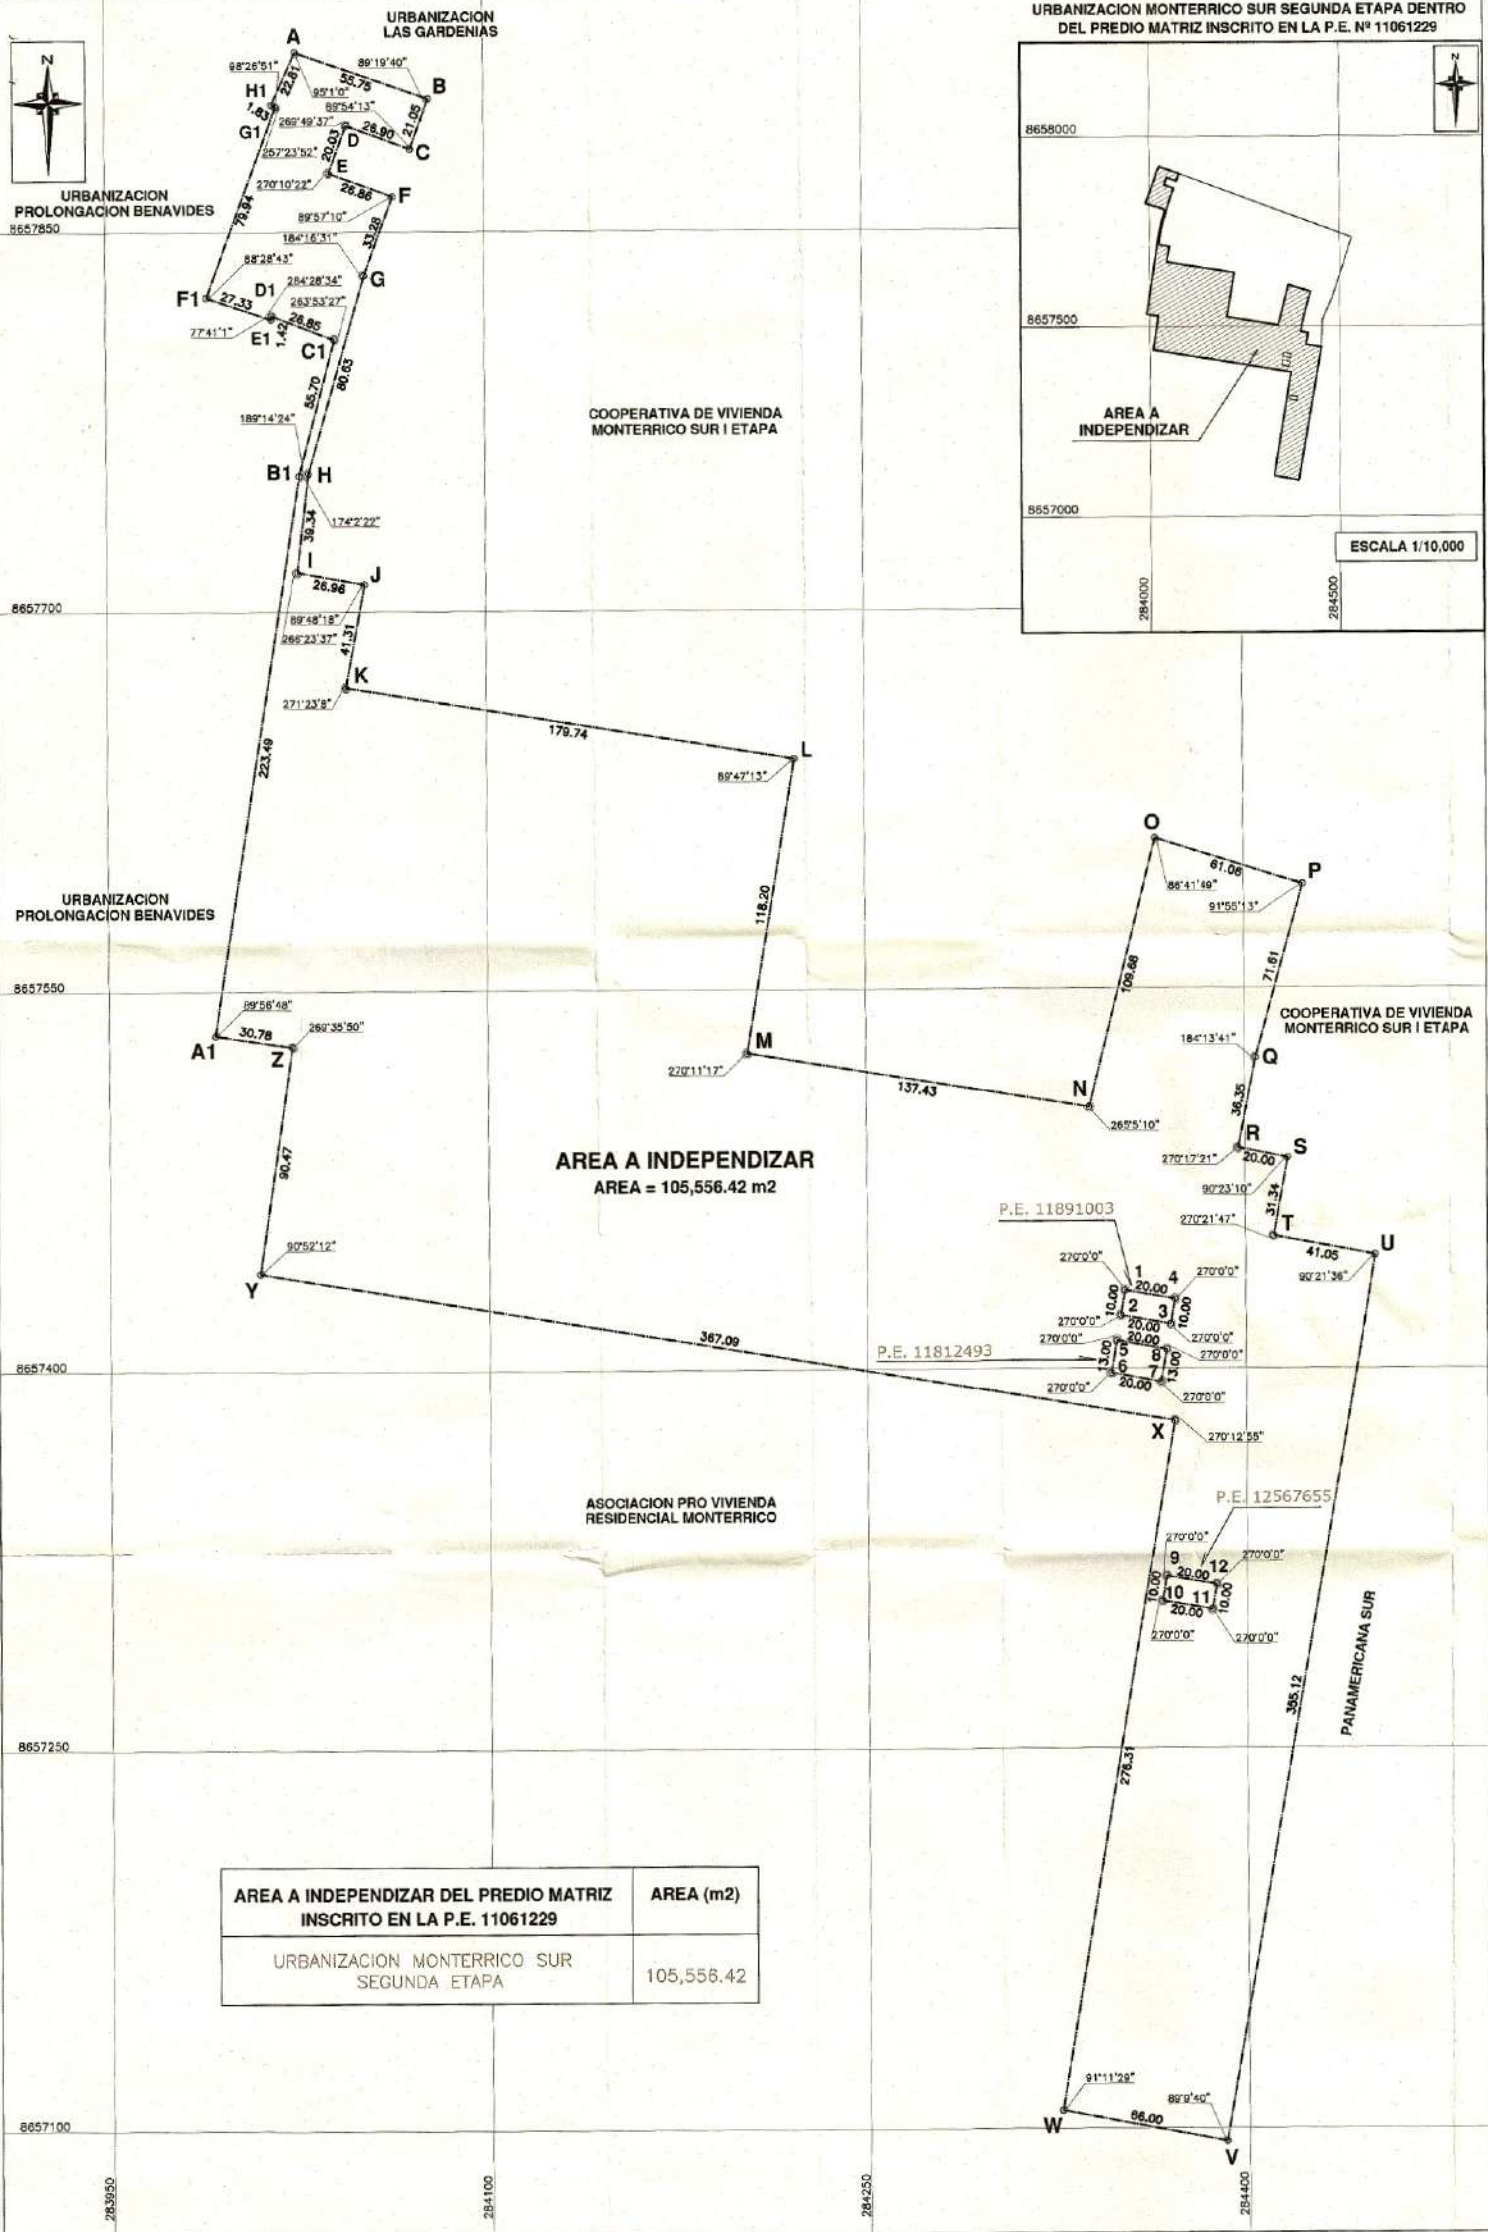 URBANIZACION
LAS GARDENIAS
URBANIZACION MONTERRICO SUR SEGUNDA ETAPA DENTRO
DEL PREDIO MATRIZ INSCRITO EN LA P.E. Nº 11061229
N
N
A
98°26'51"
22.81
55.75
89°19'40"
B
H1
95°1'0"
1.83
89°54'13"
21.05
G1
269°49'37"
D
26.90
C
257°23'52"
20.03
E
270°10'22"
26.86
F
URBANIZACION
PROLONGACION BENAVIDES
79.94
89°57'10"
33.28
8657850
184°16'31"
88°28'43"
G
F1
27.33
D1
284°28'34"
263°53'27"
26.85
77°41'1"
E1
1.42
C1
55.70
80.63
189°14'24"
B1
H
174°2'22"
39.34
I
26.96
J
8657700
89°48'18"
266°23'37"
41.31
K
271°23'8"
179.74
L
89°47'13"
223.49
118.20
COOPERATIVA DE VIVIENDA
MONTERRICO SUR I ETAPA
8658000
8657500
AREA A
INDEPENDIZAR
8657000
ESCALA 1/10,000
284000
284500
O
61.06
P
86°41'49"
91°55'13"
109.68
71.61
URBANIZACION
PROLONGACION BENAVIDES
8657550
89°56'48"
A1
30.78
Z
269°35'50"
COOPERATIVA DE VIVIENDA
MONTERRICO SUR I ETAPA
184°13'41"
Q
M
270°11'17"
137.43
N
265°5'10"
36.35
R
270°17'21"
20.00
S
90°23'10"
31.34
90.47
AREA A INDEPENDIZAR
AREA = 105,556.42 m2
P.E. 11891003
270°21'47"
T
41.05
U
90°21'36"
Y
90°52'12"
367.09
270°0'0"
1
20.00
4
270°0'0"
10.00
2
3
10.00
270°0'0"
20.00
270°0'0"
270°0'0"
20.00
P.E. 11812493
5
8
270°0'0"
13.00
6
7
13.00
270°0'0"
20.00
270°0'0"
8657400
X
270°12'55"
ASOCIACION PRO VIVIENDA
RESIDENCIAL MONTERRICO
P.E. 12567655
270°0'0"
9
20.00
12
270°0'0"
10.00
10
11
10.00
20.00
270°0'0"
270°0'0"
PANAMERICANA SUR
355.12
276.31
8657250
AREA A INDEPENDIZAR DEL PREDIO MATRIZ
INSCRITO EN LA P.E. 11061229
AREA (m2)
URBANIZACION MONTERRICO SUR
SEGUNDA ETAPA
105,556.42
91°11'29"
W
66.00
89°9'40"
V
8657100
283950
284100
284250
284400